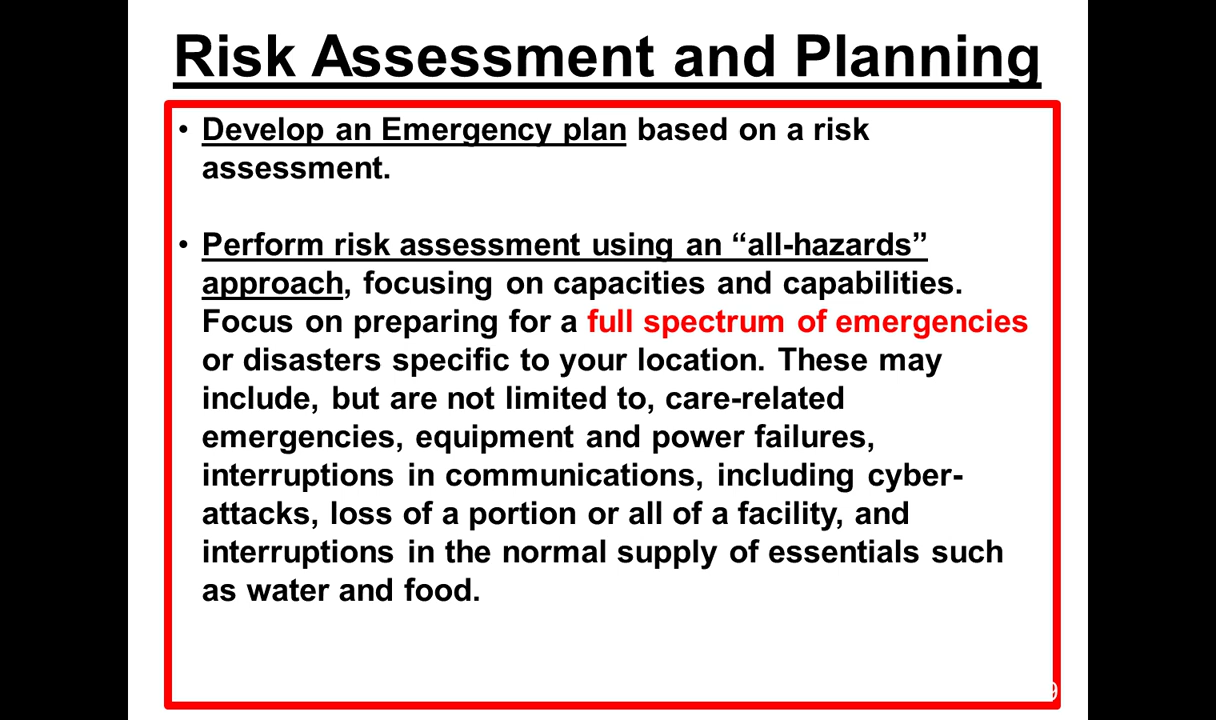 Risk Assessment and Planning
• Develop an Emergency plan based on a risk
assessment.
• Perform risk assessment using an “all-hazards”
approach, focusing on capacities and capabilities.
Focus on preparing for a full spectrum of emergencies
or disasters specific to your location. These may
include, but are not limited to, care-related
emergencies, equipment and power failures,
interruptions in communications, including cyber-
attacks, loss of a portion or all of a facility, and
interruptions in the normal supply of essentials such
as water and food.